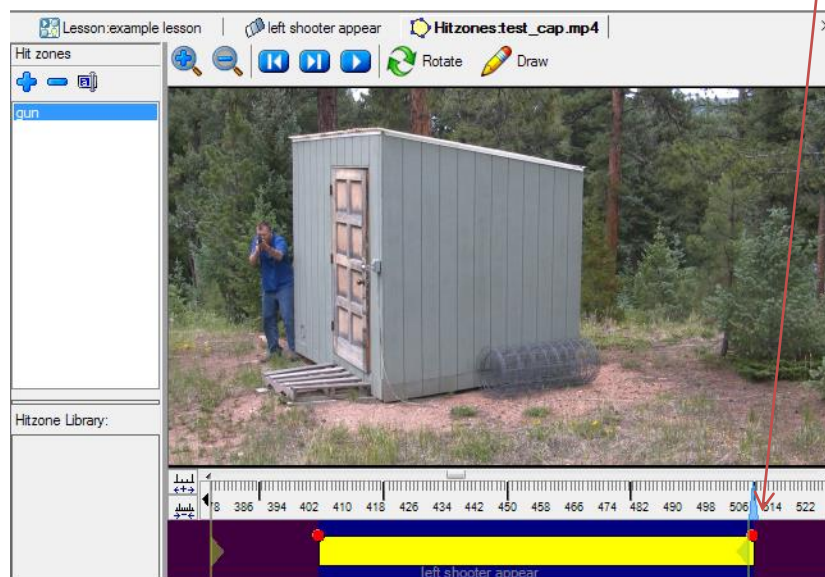 Lesson:example lesson
left shooter appear
Hitzones:test_cap.mp4
Hit zones
Rotate
Draw
gun
Hitzone Library:
'8 386 394 402 410 418 426 434 442 450 458 466 474 482 490 498 506 514 522
left shooter appear